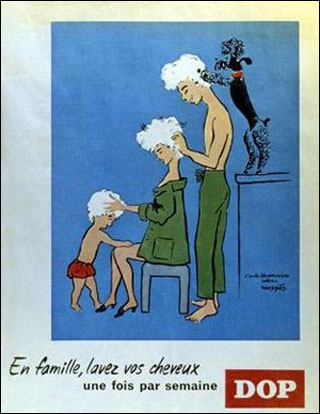 En famille, lavez vos cheveux
une fois par semaine
DOP